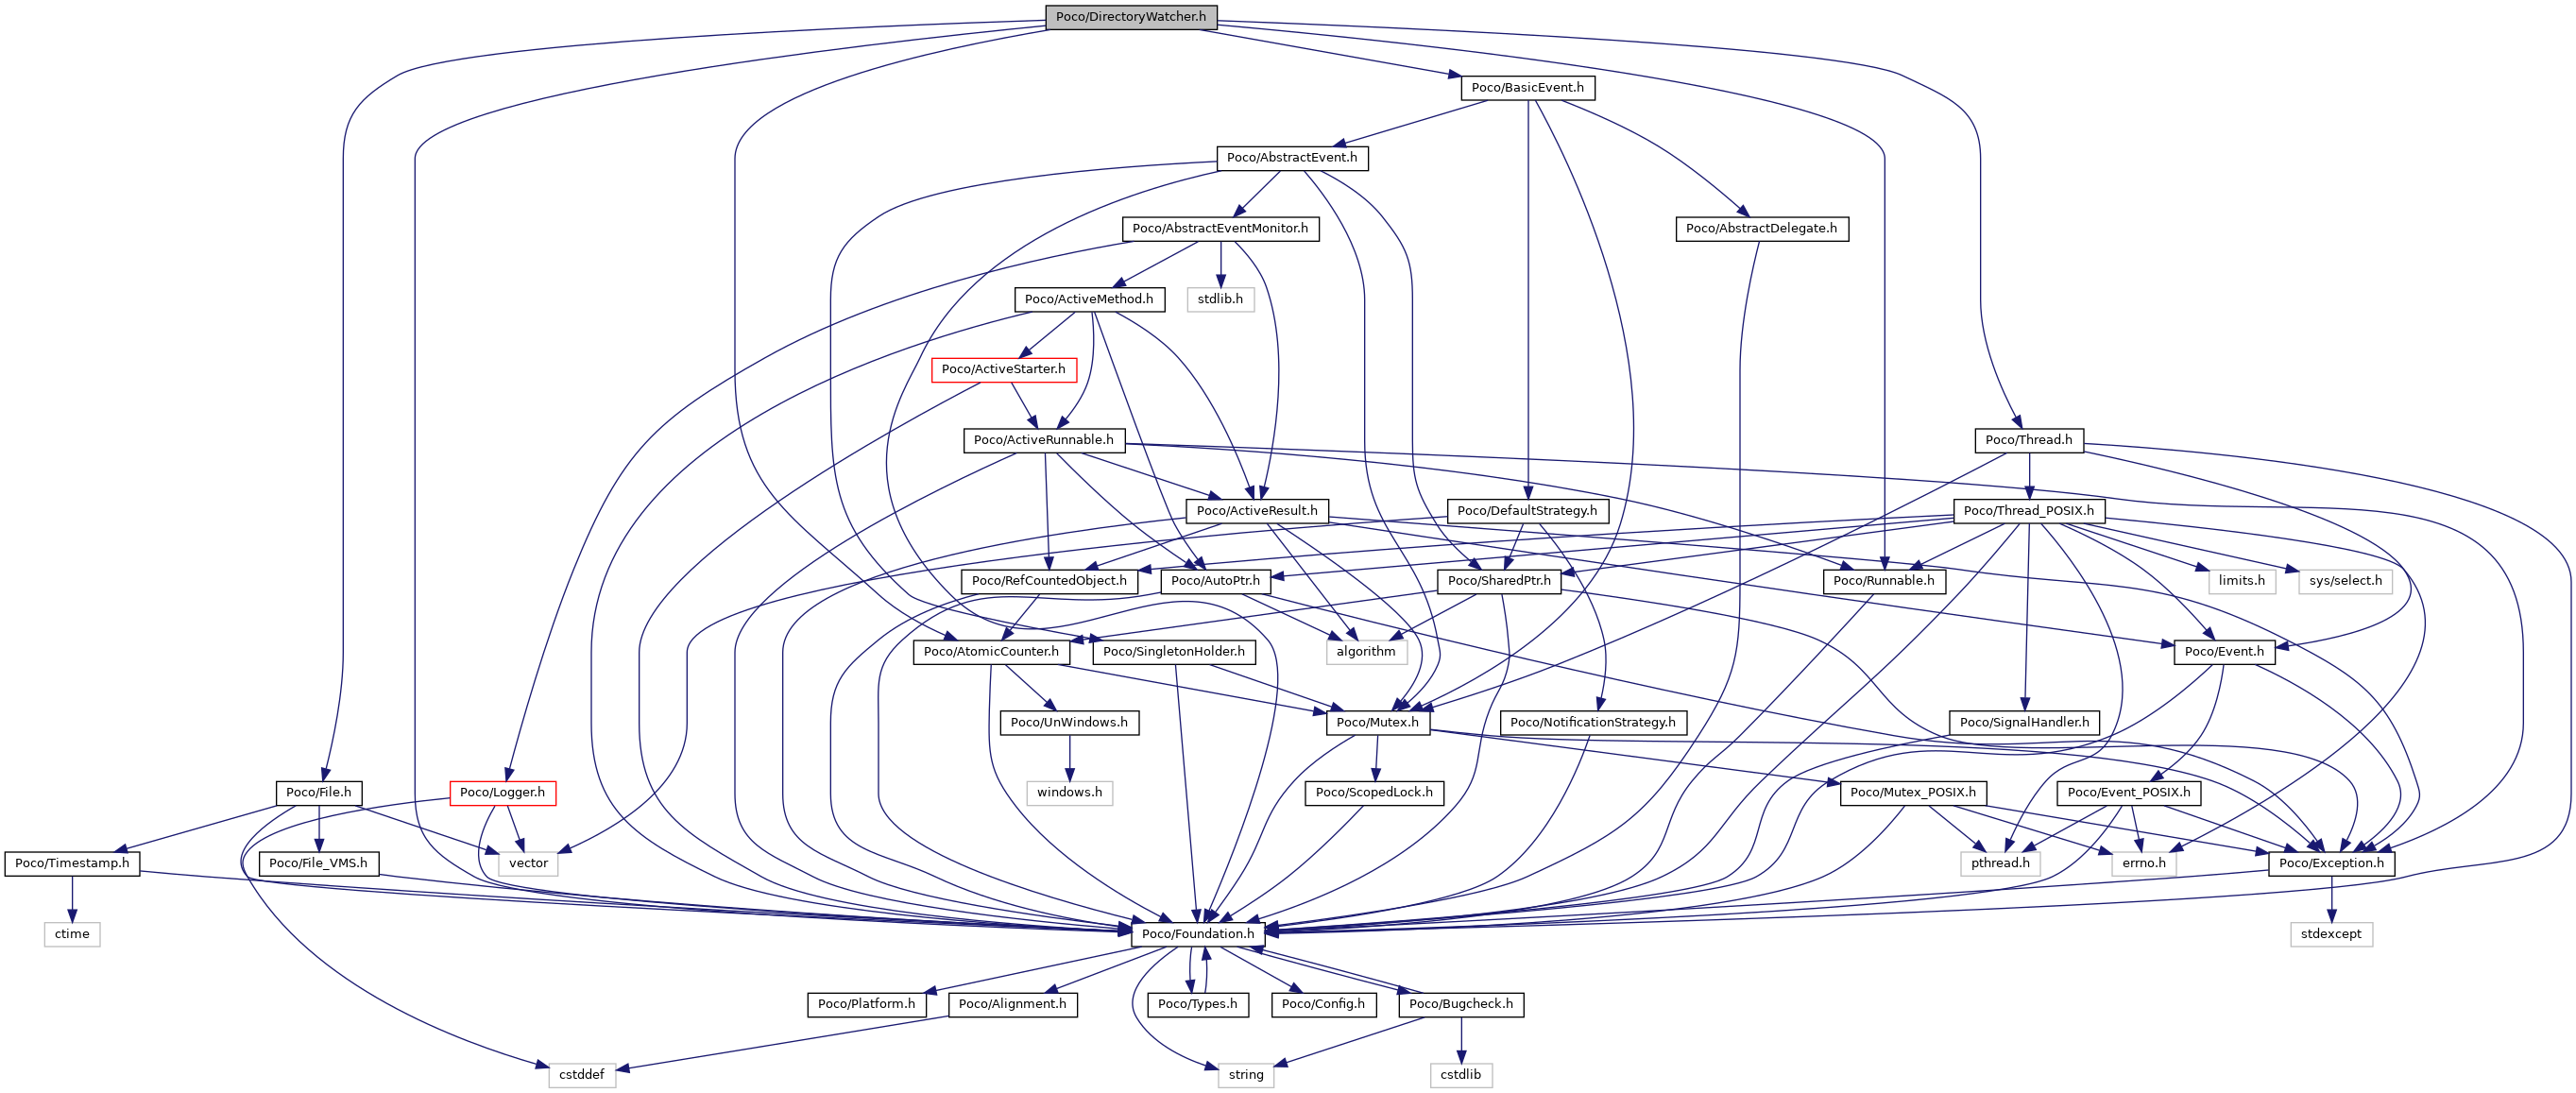 Poco/DirectoryWatcher.h
Poco/BasicEvent.h
Poco/AbstractEvent.h
Poco/AbstractEventMonitor.h
Poco/AbstractDelegate.h
Poco/ActiveMethod.h
stdlib.h
Poco/ActiveStarter.h
Poco/ActiveRunnable.h
Poco/Thread.h
Poco/ActiveResult.h
Poco/DefaultStrategy.h
Poco/Thread_POSIX.h
Poco/RefCountedObject.h
Poco/AutoPtr.h
Poco/SharedPtr.h
Poco/Runnable.h
limits.h
sys/select.h
Poco/AtomicCounter.h
Poco/SingletonHolder.h
algorithm
Poco/Event.h
Poco/UnWindows.h
Poco/Mutex.h
Poco/NotificationStrategy.h
Poco/SignalHandler.h
Poco/File.h
Poco/Logger.h
windows.h
Poco/ScopedLock.h
Poco/Mutex_POSIX.h
Poco/Event_POSIX.h
Poco/Timestamp.h
Poco/File_VMS.h
vector
pthread.h
errno.h
Poco/Exception.h
ctime
Poco/Foundation.h
stdexcept
Poco/Platform.h
Poco/Alignment.h
Poco/Types.h
Poco/Config.h
Poco/Bugcheck.h
cstddef
string
cstdlib